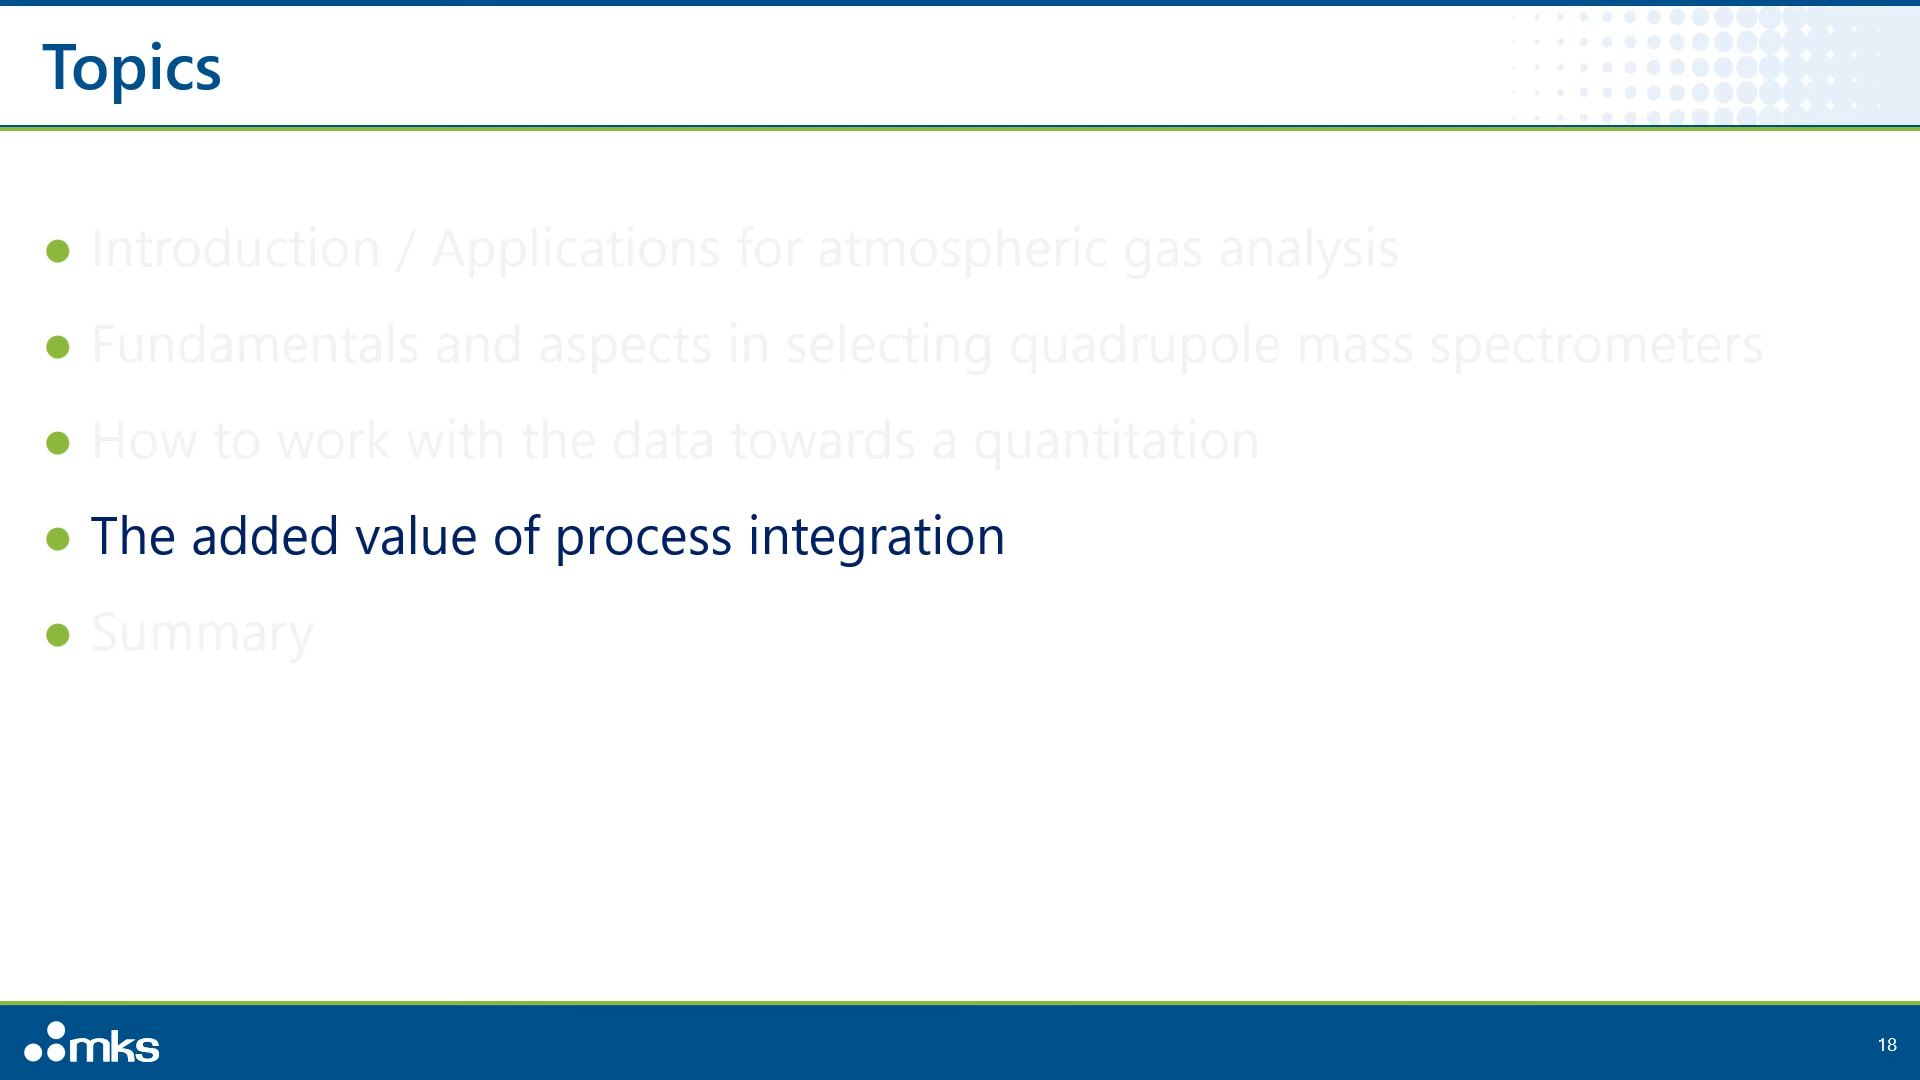 Topics
Introduction / Applications for atmospheric gas analysis
Fundamentals and aspects in selecting quadrupole mass spectrometers
How to work with the data towards a quantitation
The added value of process integration
Summary
mks
18